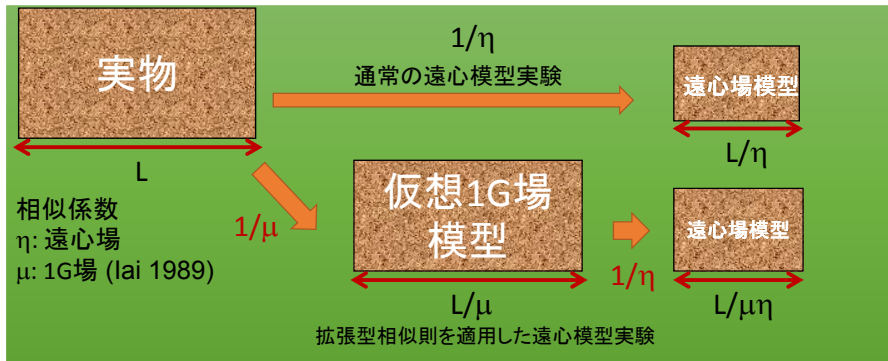 実物
1/η
通常の遠心模型実験
遠心場模型
L
L/η
相似係数
η: 遠心場
μ: 1G場 (Iai 1989)
1/μ
仮想1G場
模型
1/η
遠心場模型
L/μ
L/μη
拡張型相似則を適用した遠心模型実験